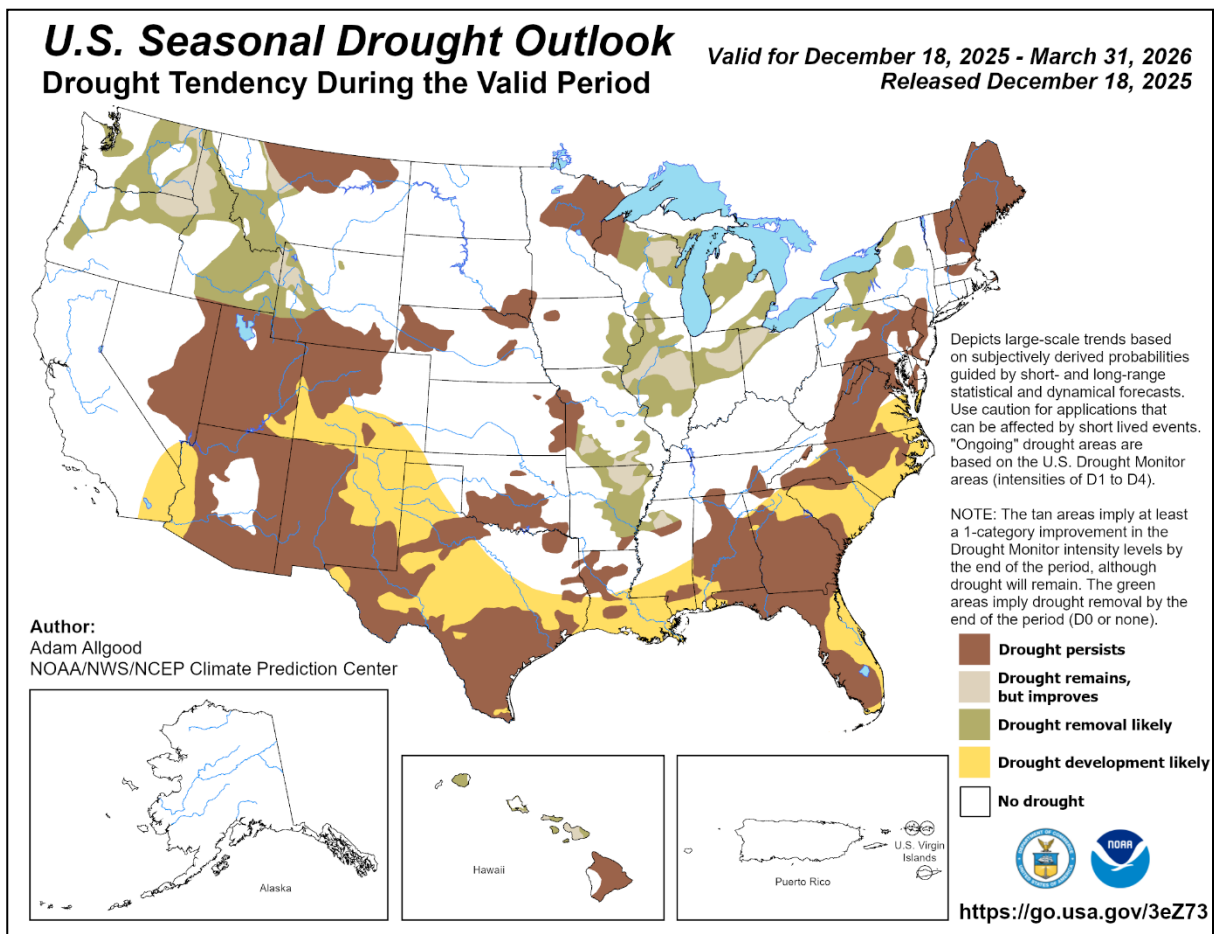 U.S. Seasonal Drought Outlook
Drought Tendency During the Valid Period
Valid for December 18, 2025 - March 31, 2026
Released December 18, 2025
Depicts large-scale trends based
on subjectively derived probabilities
guided by short- and long-range
statistical and dynamical forecasts.
Use caution for applications that
can be affected by short lived events.
"Ongoing" drought areas are
based on the U.S. Drought Monitor
areas (intensities of D1 to D4).
NOTE: The tan areas imply at least
a 1-category improvement in the
Drought Monitor intensity levels by
the end of the period, although
drought will remain. The green
areas imply drought removal by the
end of the period (D0 or none).
Author:
Adam Allgood
NOAA/NWS/NCEP Climate Prediction Center
Drought persists
Drought remains,
but improves
Drought removal likely
Drought development likely
No drought
Alaska
Hawaii
Puerto Rico
U.S. Virgin
Islands
NOAA
https://go.usa.gov/3eZ73